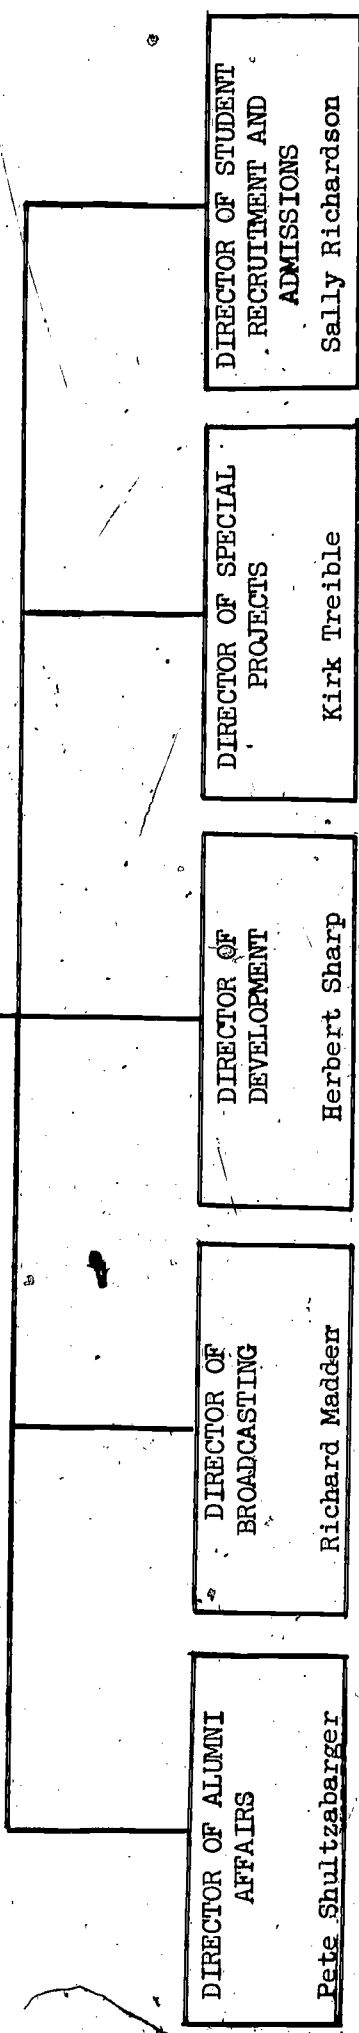 DIRECTOR OF ALUMNI
AFFAIRS
Pete Shultzabarger
DIRECTOR OF
BROADCASTING
Richard Madden
DIRECTOR OF
DEVELOPMENT
Herbert Sharp
DIRECTOR OF SPECIAL
PROJECTS
Kirk Treible
DIRECTOR OF STUDENT
RECRUITMENT AND
ADMISSIONS
Sally Richardson